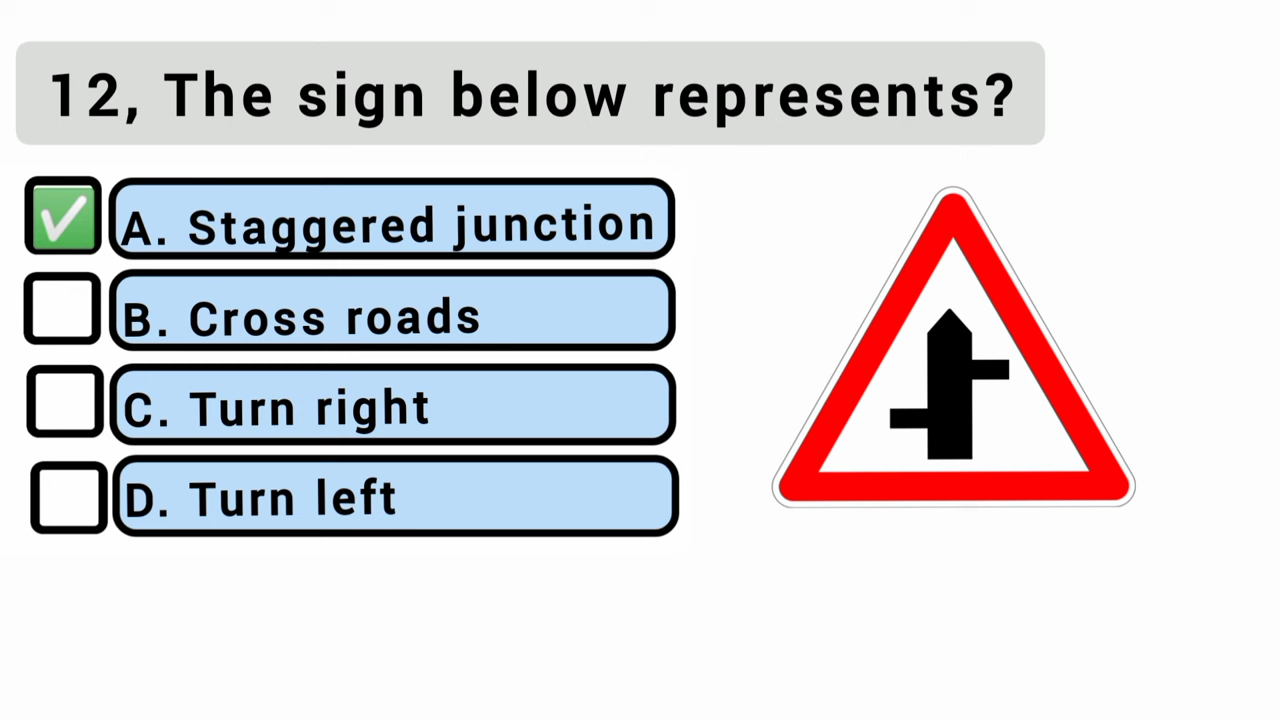 12, The sign below represents?
A. Staggered junction
B. Cross roads
C. Turn right
D. Turn left